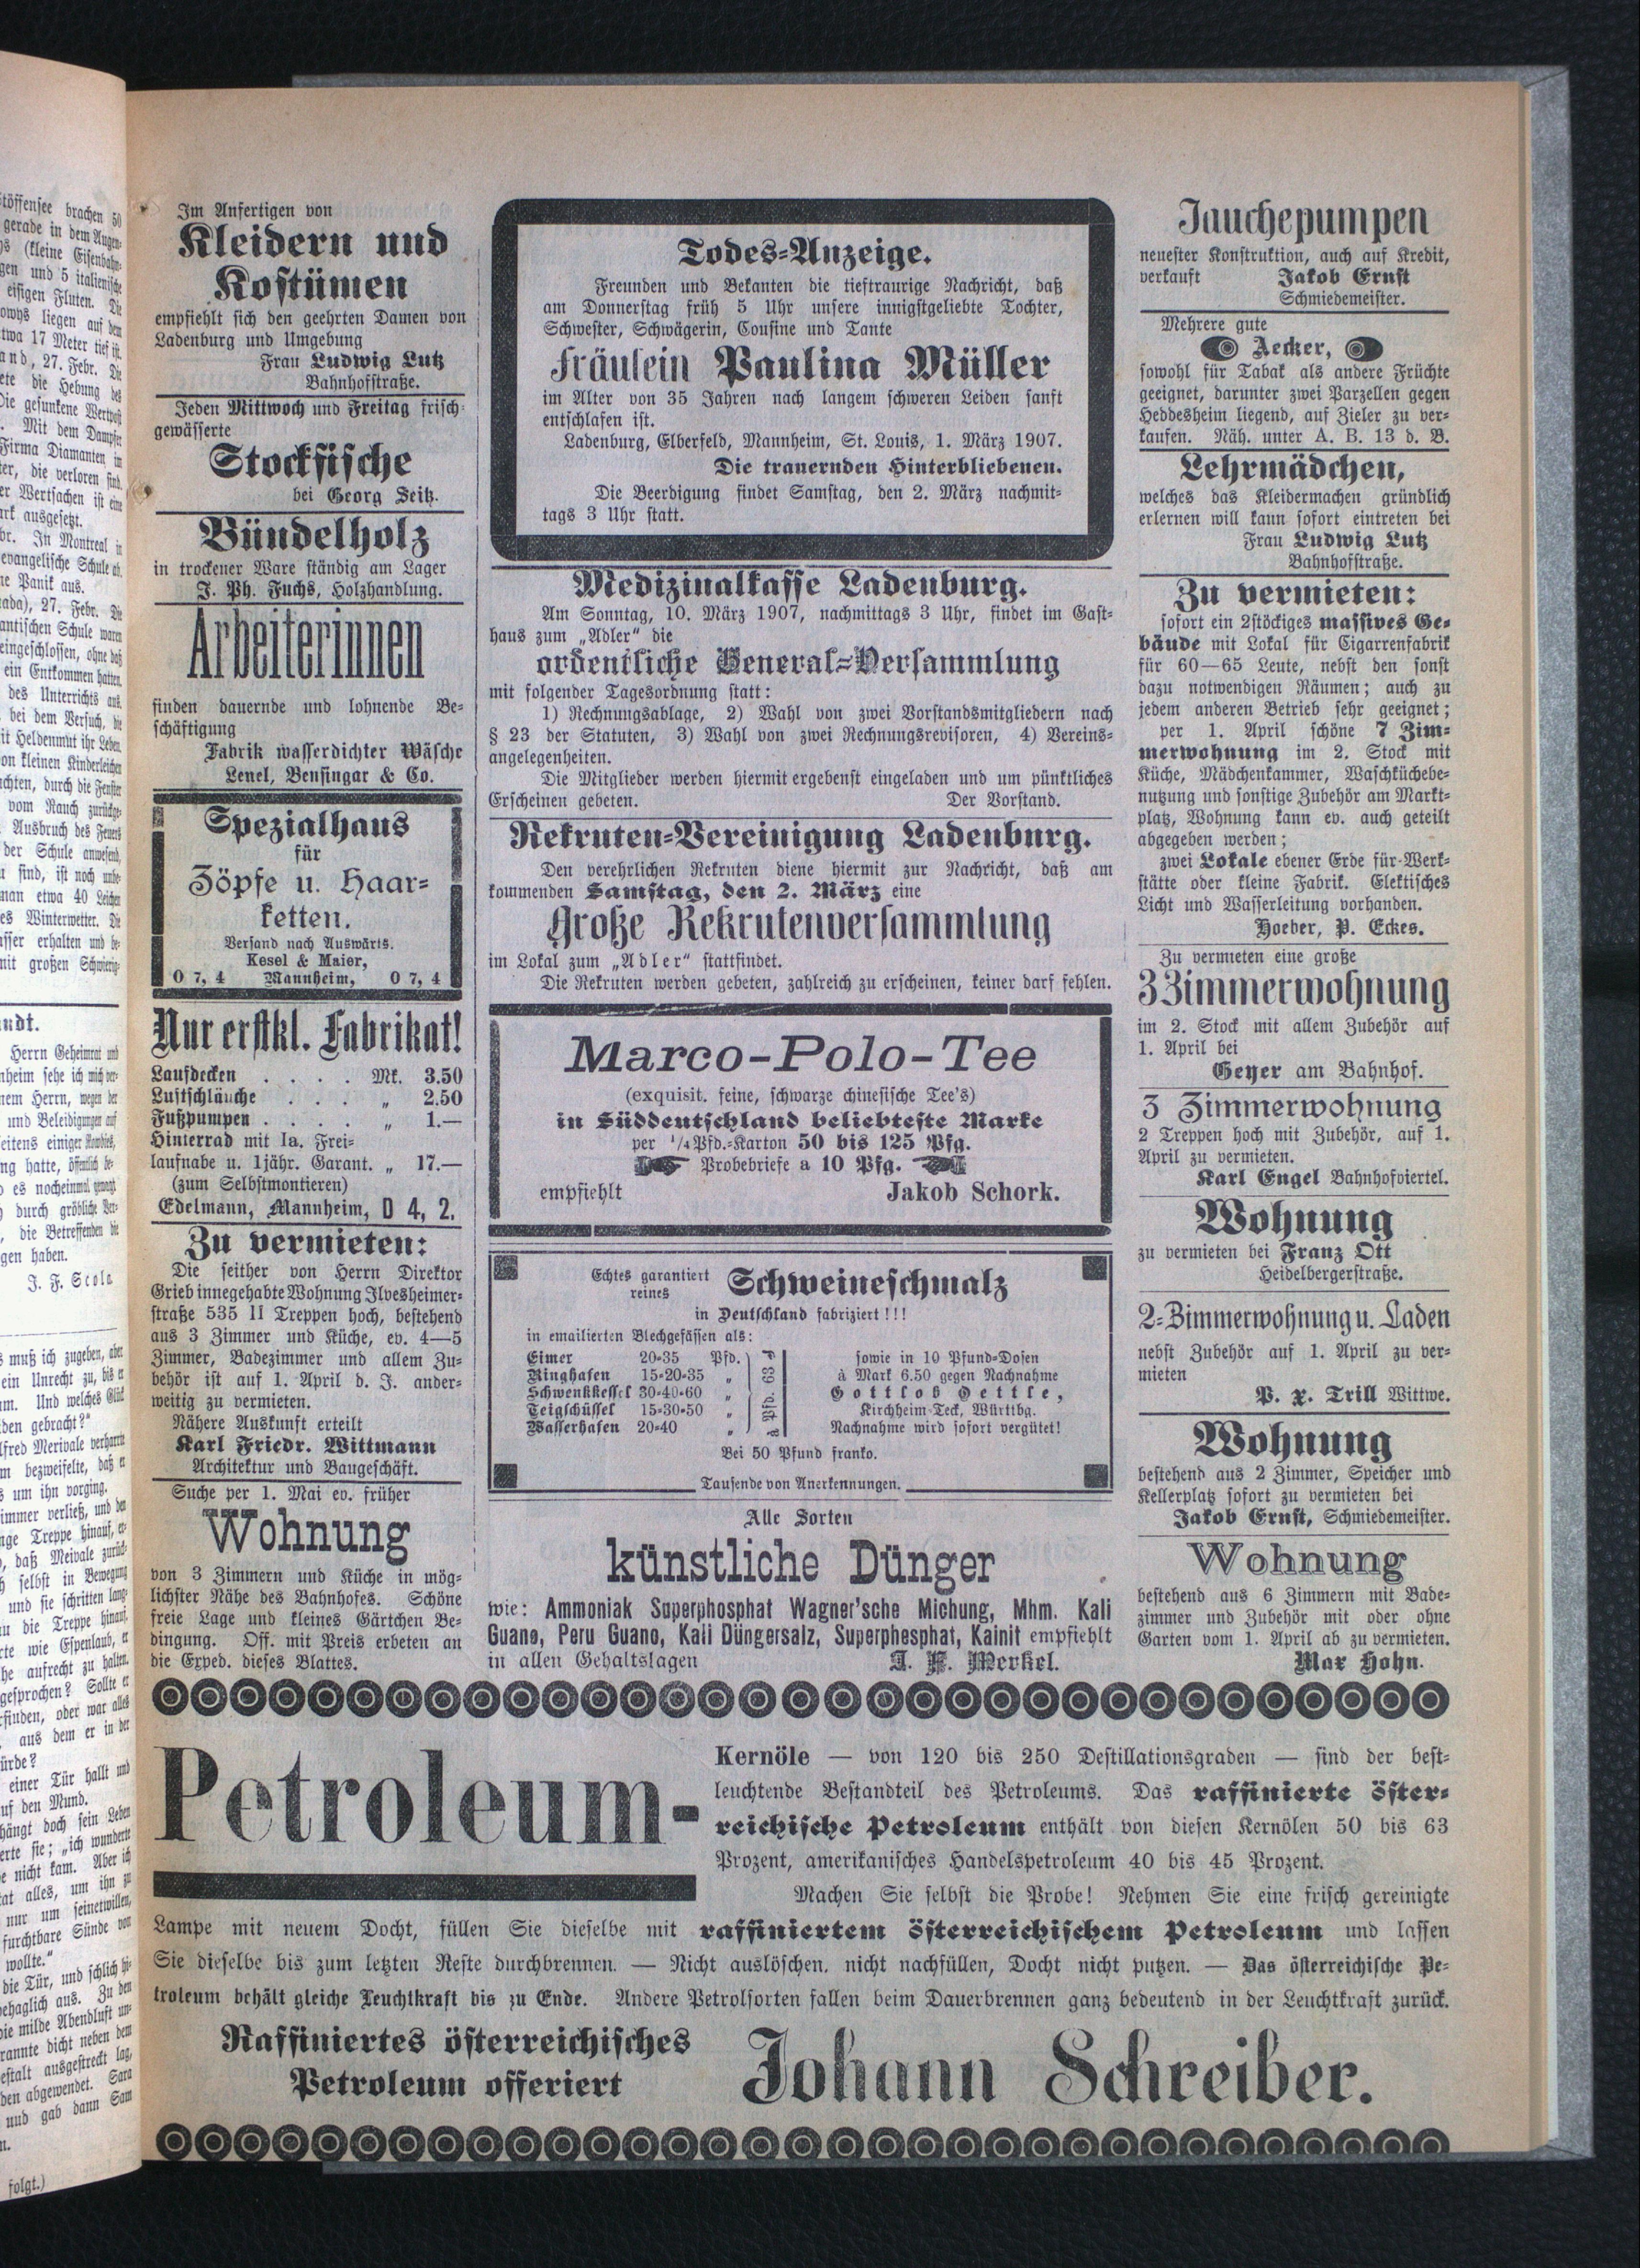 Im Anfertigen von
Kleidern und
Kostümen
empfiehlt sich den geehrten Damen von
Ladenburg und Umgebung
Frau Ludwig Lutz
Bahnhofstraße.
Jeden Mittwoch und Freitag frisch-
gewässerte
Stockfische
bei Georg Seitz.
Bündelholz
in trockener Ware ständig am Lager
J. Ph. Fuchs, Holzhandlung.
Arbeiterinnen
finden dauernde und lohnende Be-
schäftigung
Fabrik wasserdichter Wäsche
Lenel, Bensingar & Co.
Spezialhaus
für
Zöpfe u. Haar-
ketten.
Versand nach Auswärts.
Kesel & Maier,
O 7, 4 Mannheim, O 7, 4
Nur erstkl. Fabrikat!
Laufdecken . . . . Mk. 3.50
Luftschläuche . . . „ 2.50
Fußpumpen . . . . „ 1.—
Hinterrad mit Ia. Frei-
laufnabe u. 1jähr. Garant. „ 17.—
(zum Selbstmontieren)
Edelmann, Mannheim, D 4, 2.
Zu vermieten:
Die seither von Herrn Direktor
Grieb innegehabte Wohnung Ilvesheimer-
straße 535 II Treppen hoch, bestehend
aus 3 Zimmer und Küche, ev. 4—5
Zimmer, Badezimmer und allem Zu-
behör ist auf 1. April d. J. ander-
weitig zu vermieten.
Nähere Auskunft erteilt
Karl Friedr. Wittmann
Architektur und Baugeschäft.
Suche per 1. Mai ev. früher
Wohnung
von 3 Zimmern und Küche in mög-
lichster Nähe des Bahnhofes. Schöne
freie Lage und kleines Gärtchen Be-
dingung. Off. mit Preis erbeten an
die Exped. dieses Blattes.
Todes-Anzeige.
Freunden und Bekanten die tieftraurige Nachricht, daß
am Donnerstag früh 5 Uhr unsere innigstgeliebte Tochter,
Schwester, Schwägerin, Cousine und Tante
Fräulein Paulina Müller
im Alter von 35 Jahren nach langem schweren Leiden sanft
entschlafen ist.
Ladenburg, Elberfeld, Mannheim, St. Louis, 1. März 1907.
Die trauernden Hinterbliebenen.
Die Beerdigung findet Samstag, den 2. März nachmit-
tags 3 Uhr statt.
Medizinalkasse Ladenburg.
Am Sonntag, 10. März 1907, nachmittags 3 Uhr, findet im Gast-
haus zum „Adler“ die
ordentliche General-Versammlung
mit folgender Tagesordnung statt:
1) Rechnungsablage, 2) Wahl von zwei Vorstandsmitgliedern nach
§ 23 der Statuten, 3) Wahl von zwei Rechnungsrevisoren, 4) Vereins-
angelegenheiten.
Die Mitglieder werden hiermit ergebenst eingeladen und um pünktliches
Erscheinen gebeten. Der Vorstand.
Rekruten-Vereinigung Ladenburg.
Den verehrlichen Rekruten diene hiermit zur Nachricht, daß am
kommenden Samstag, den 2. März eine
Große Rekrutenversammlung
im Lokal zum „Adler“ stattfindet.
Die Rekruten werden gebeten, zahlreich zu erscheinen, keiner darf fehlen.
Marco-Polo-Tee
(exquisit. feine, schwarze chinesische Tee's)
in Süddeutschland beliebteste Marke
per ¼ Pfd.-Karton 50 bis 125 Pfg.
Probebriefe a 10 Pfg.
empfiehlt Jakob Schork.
Echtes garantiert
reines Schweineschmalz
in Deutschland fabriziert!!!
in emailierten Blechgefässen als:
Eimer 20-35 Pfd. sowie in 10 Pfund-Dosen
Ringhafen 15-20-35 „ à Mark 6.50 gegen Nachnahme
Schwenkkessel 30-40-60 „ Gottlob Oettle,
Teigschüssel 15-30-50 „ Kirchheim-Teck, Württbg.
Wasserhafen 20-40 „ Nachnahme wird sofort vergütet!
a Pfd. 63 ₰
Bei 50 Pfund franko.
Tausende von Anerkennungen.
Alle Sorten
künstliche Dünger
wie: Ammoniak Superphosphat Wagner'sche Michung, Mhm. Kali
Guano, Peru Guano, Kali Düngersalz, Superphesphat, Kainit empfiehlt
in allen Gehaltslagen J. F. Merkel.
Jauchepumpen
neuester Konstruktion, auch auf Kredit,
verkauft Jakob Ernst
Schmiedemeister.
Mehrere gute
Aecker,
sowohl für Tabak als andere Früchte
geeignet, darunter zwei Parzellen gegen
Heddesheim liegend, auf Zieler zu ver-
kaufen. Näh. unter A. B. 13 d. B.
Lehrmädchen,
welches das Kleidermachen gründlich
erlernen will kann sofort eintreten bei
Frau Ludwig Lutz
Bahnhofstraße.
Zu vermieten:
sofort ein 2stöckiges massives Ge-
bäude mit Lokal für Cigarrenfabrik
für 60—65 Leute, nebst den sonst
dazu notwendigen Räumen; auch zu
jedem anderen Betrieb sehr geeignet;
per 1. April schöne 7 Zim-
merwohnung im 2. Stock mit
Küche, Mädchenkammer, Waschküchebe-
nutzung und sonstige Zubehör am Markt-
platz, Wohnung kann ev. auch geteilt
abgegeben werden;
zwei Lokale ebener Erde für Werk-
stätte oder kleine Fabrik. Elektisches
Licht und Wasserleitung vorhanden.
Hoeber, P. Eckes.
Zu vermieten eine große
3 Zimmerwohnung
im 2. Stock mit allem Zubehör auf
1. April bei
Geyer am Bahnhof.
3 Zimmerwohnung
2 Treppen hoch mit Zubehör, auf 1.
April zu vermieten.
Karl Engel Bahnhofviertel.
Wohnung
zu vermieten bei Franz Ott
Heidelbergerstraße.
2-Zimmerwohnung u. Laden
nebst Zubehör auf 1. April zu ver-
mieten
P. X. Trill Wittwe.
Wohnung
bestehend aus 2 Zimmer, Speicher und
Kellerplatz sofort zu vermieten bei
Jakob Ernst, Schmiedemeister.
Wohnung
bestehend aus 6 Zimmern mit Bade-
zimmer und Zubehör mit oder ohne
Garten vom 1. April ab zu vermieten.
Max Hohn.
Petroleum-
Kernöle — von 120 bis 250 Destillationsgraden — sind der best-
leuchtende Bestandteil des Petroleums. Das raffinierte öster-
reichische Petroleum enthält von diesen Kernölen 50 bis 63
Prozent, amerikanisches Handelspetroleum 40 bis 45 Prozent.
Machen Sie selbst die Probe! Nehmen Sie eine frisch gereinigte
Lampe mit neuem Docht, füllen Sie dieselbe mit raffiniertem österreichischem Petroleum und lassen
Sie dieselbe bis zum letzten Reste durchbrennen. — Nicht auslöschen, nicht nachfüllen, Docht nicht putzen. — Das österreichische Pe-
troleum behält gleiche Leuchtkraft bis zu Ende. Andere Petrolsorten fallen beim Dauerbrennen ganz bedeutend in der Leuchtkraft zurück.
Raffiniertes österreichisches
Petroleum offeriert
Johann Schreiber.